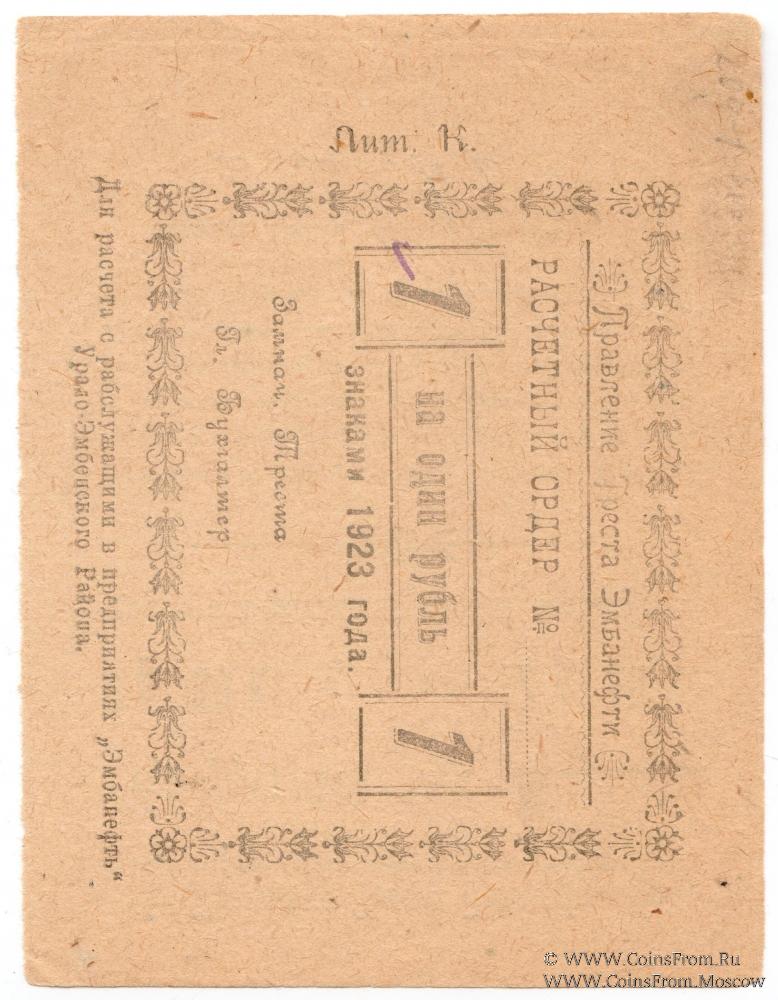 Лит. К.
Правление Треста Эмбанефти
РАСЧЕТНЫЙ ОРДЕР №
1 на один рубль 1
знаками 1923 года.
Замнач. Треста
Гл. Бухгалтер
Для расчета с рабслужащими в предприятиях „Эмбанефть“
Урало-Эмбенского Района.
© WWW.CoinsFrom.Ru
WWW.CoinsFrom.Moscow